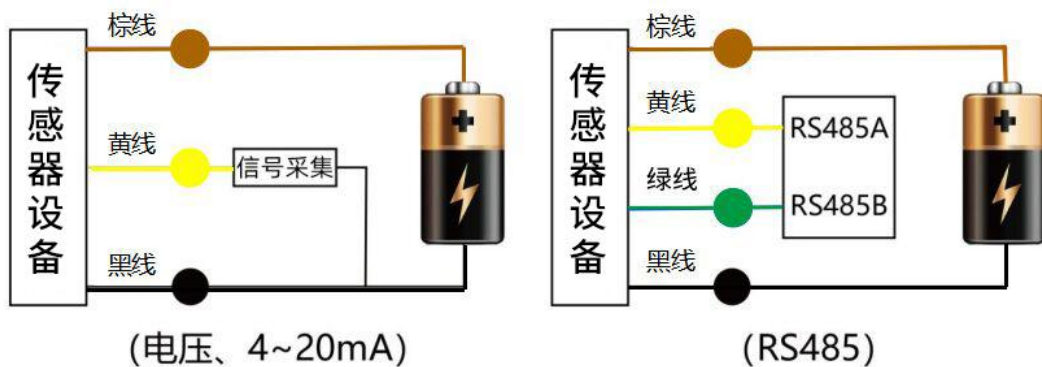 棕线
传感器设备
黄线
信号采集
黑线
(电压、4~20mA)
棕线
传感器设备
黄线
RS485A
绿线
RS485B
黑线
(RS485)